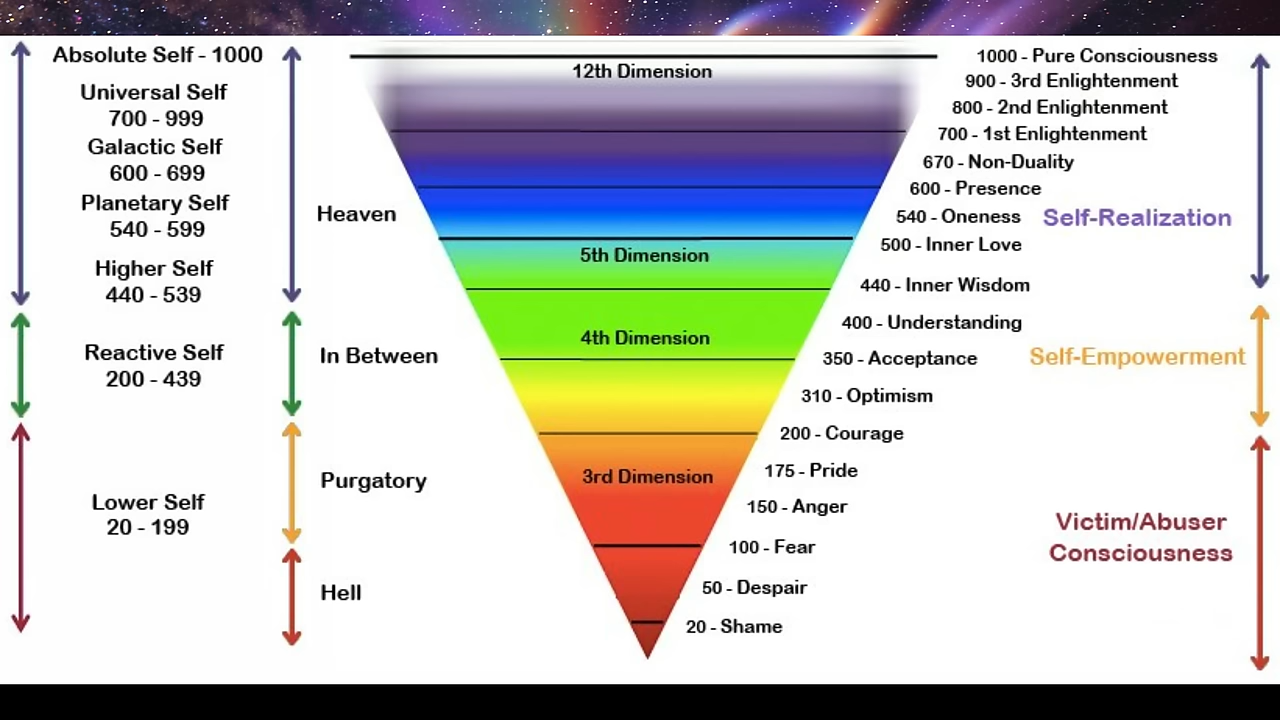 Absolute Self - 1000
Universal Self
700 - 999
Galactic Self
600 - 699
Planetary Self
540 - 599
Higher Self
440 - 539
Reactive Self
200 - 439
Lower Self
20 - 199
Heaven
In Between
Purgatory
Hell
12th Dimension
5th Dimension
4th Dimension
3rd Dimension
1000 - Pure Consciousness
900 - 3rd Enlightenment
800 - 2nd Enlightenment
700 - 1st Enlightenment
670 - Non-Duality
600 - Presence
540 - Oneness
500 - Inner Love
440 - Inner Wisdom
400 - Understanding
350 - Acceptance
310 - Optimism
200 - Courage
175 - Pride
150 - Anger
100 - Fear
50 - Despair
20 - Shame
Self-Realization
Self-Empowerment
Victim/Abuser
Consciousness